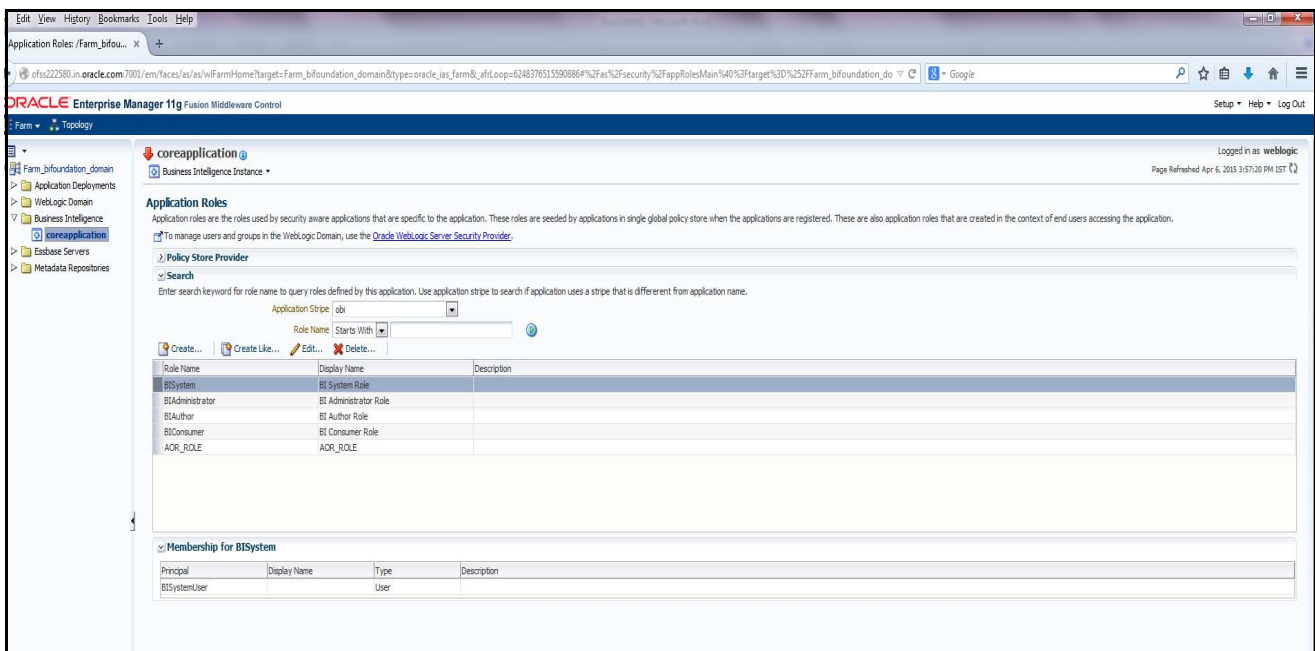 Edit View History Bookmarks Tools Help
Application Roles: /Farm_bifou... × +
ofss222580.in.oracle.com:7001/em/faces/as/as/wlFarmHome?target=Farm_bifoundation_domain&type=oracle_ias_farm&_afrLoop=6248376515590886#%2Fas%2Fsecurity%2FappRolesMain%40%3Ftarget%3D%252FFarm_bifoundation_do
8 - Google
ORACLE Enterprise Manager 11g Fusion Middleware Control
Setup Help Log Out
Farm Topology
Farm_bifoundation_domain
Application Deployments
WebLogic Domain
Business Intelligence
coreapplication
Essbase Servers
Metadata Repositories
coreapplication
Logged in as weblogic
Business Intelligence Instance
Page Refreshed Apr 6, 2015 3:57:20 PM IST
Application Roles
Application roles are the roles used by security aware applications that are specific to the application. These roles are seeded by applications in single global policy store when the applications are registered. These are also application roles that are created in the context of end users accessing the application.
To manage users and groups in the WebLogic Domain, use the Oracle WebLogic Server Security Provider.
Policy Store Provider
Search
Enter search keyword for role name to query roles defined by this application. Use application stripe to search if application uses a stripe that is differerent from application name.
Application Stripe obi
Role Name Starts With
Create... Create Like... Edit... Delete...
Role Name Display Name Description
BISystem BI System Role
BIAdministrator BI Administrator Role
BIAuthor BI Author Role
BIConsumer BI Consumer Role
AOR_ROLE AOR_ROLE
Membership for BISystem
Principal Display Name Type Description
BISystemUser User